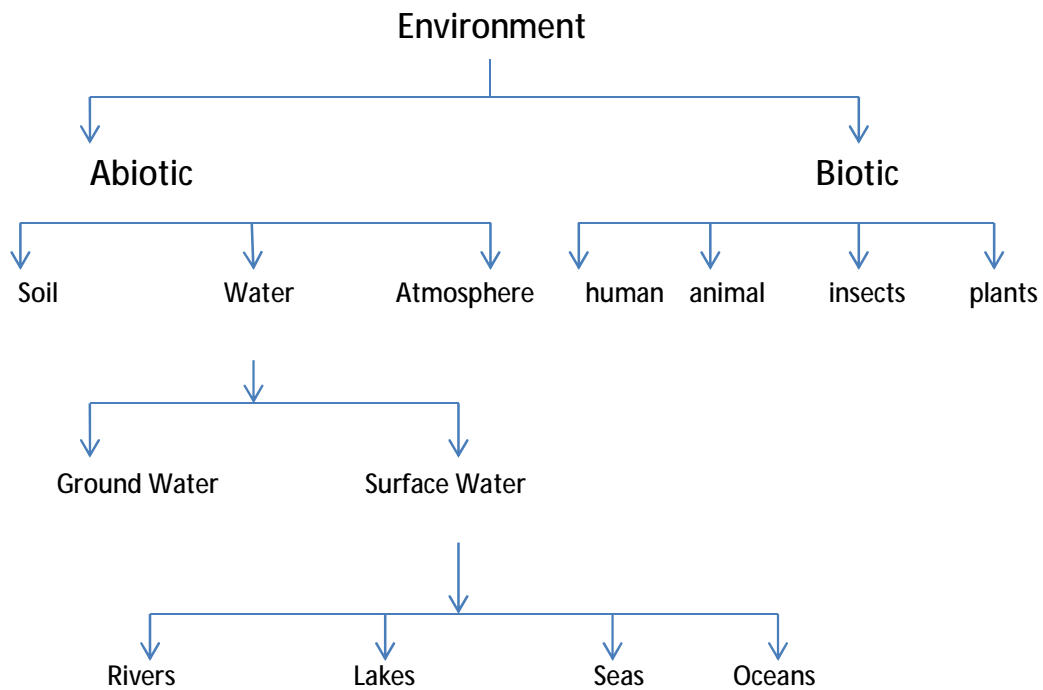 Environment
Abiotic Biotic
Soil Water Atmosphere human animal insects plants
Ground Water Surface Water
Rivers Lakes Seas Oceans